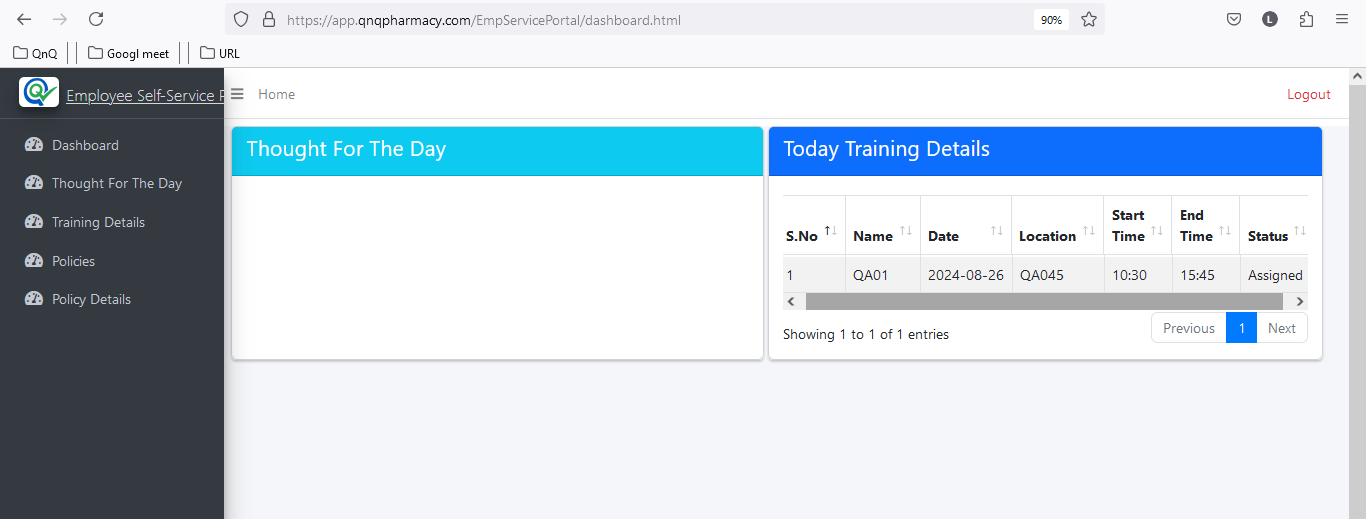 https://app.qnqpharmacy.com/EmpServicePortal/dashboard.html
90%
L
QnQ
Googl meet
URL
Employee Self-Service P
Home
Logout
Dashboard
Thought For The Day
Training Details
Policies
Policy Details
Thought For The Day
Today Training Details
S.No Name Date Location Start Time End Time Status
1 QA01 2024-08-26 QA045 10:30 15:45 Assigned
Showing 1 to 1 of 1 entries
Previous 1 Next